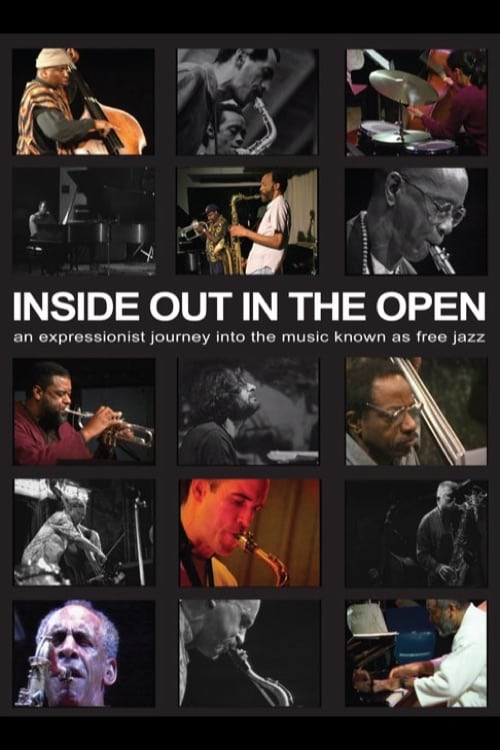 INSIDE OUT IN THE OPEN
an expressionist journey into the music known as free jazz